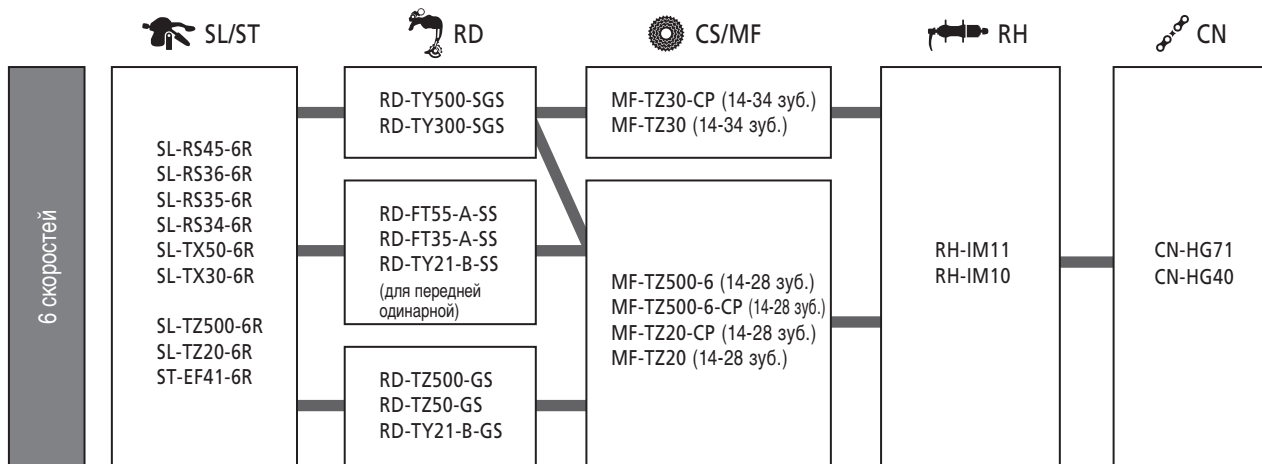 SL/ST
RD
CS/MF
RH
CN
6 скоростей
SL-RS45-6R
SL-RS36-6R
SL-RS35-6R
SL-RS34-6R
SL-TX50-6R
SL-TX30-6R
SL-TZ500-6R
SL-TZ20-6R
ST-EF41-6R
RD-TY500-SGS
RD-TY300-SGS
RD-FT55-A-SS
RD-FT35-A-SS
RD-TY21-B-SS
(для передней
одинарной)
RD-TZ500-GS
RD-TZ50-GS
RD-TY21-B-GS
MF-TZ30-CP (14-34 зуб.)
MF-TZ30 (14-34 зуб.)
MF-TZ500-6 (14-28 зуб.)
MF-TZ500-6-CP (14-28 зуб.)
MF-TZ20-CP (14-28 зуб.)
MF-TZ20 (14-28 зуб.)
RH-IM11
RH-IM10
CN-HG71
CN-HG40